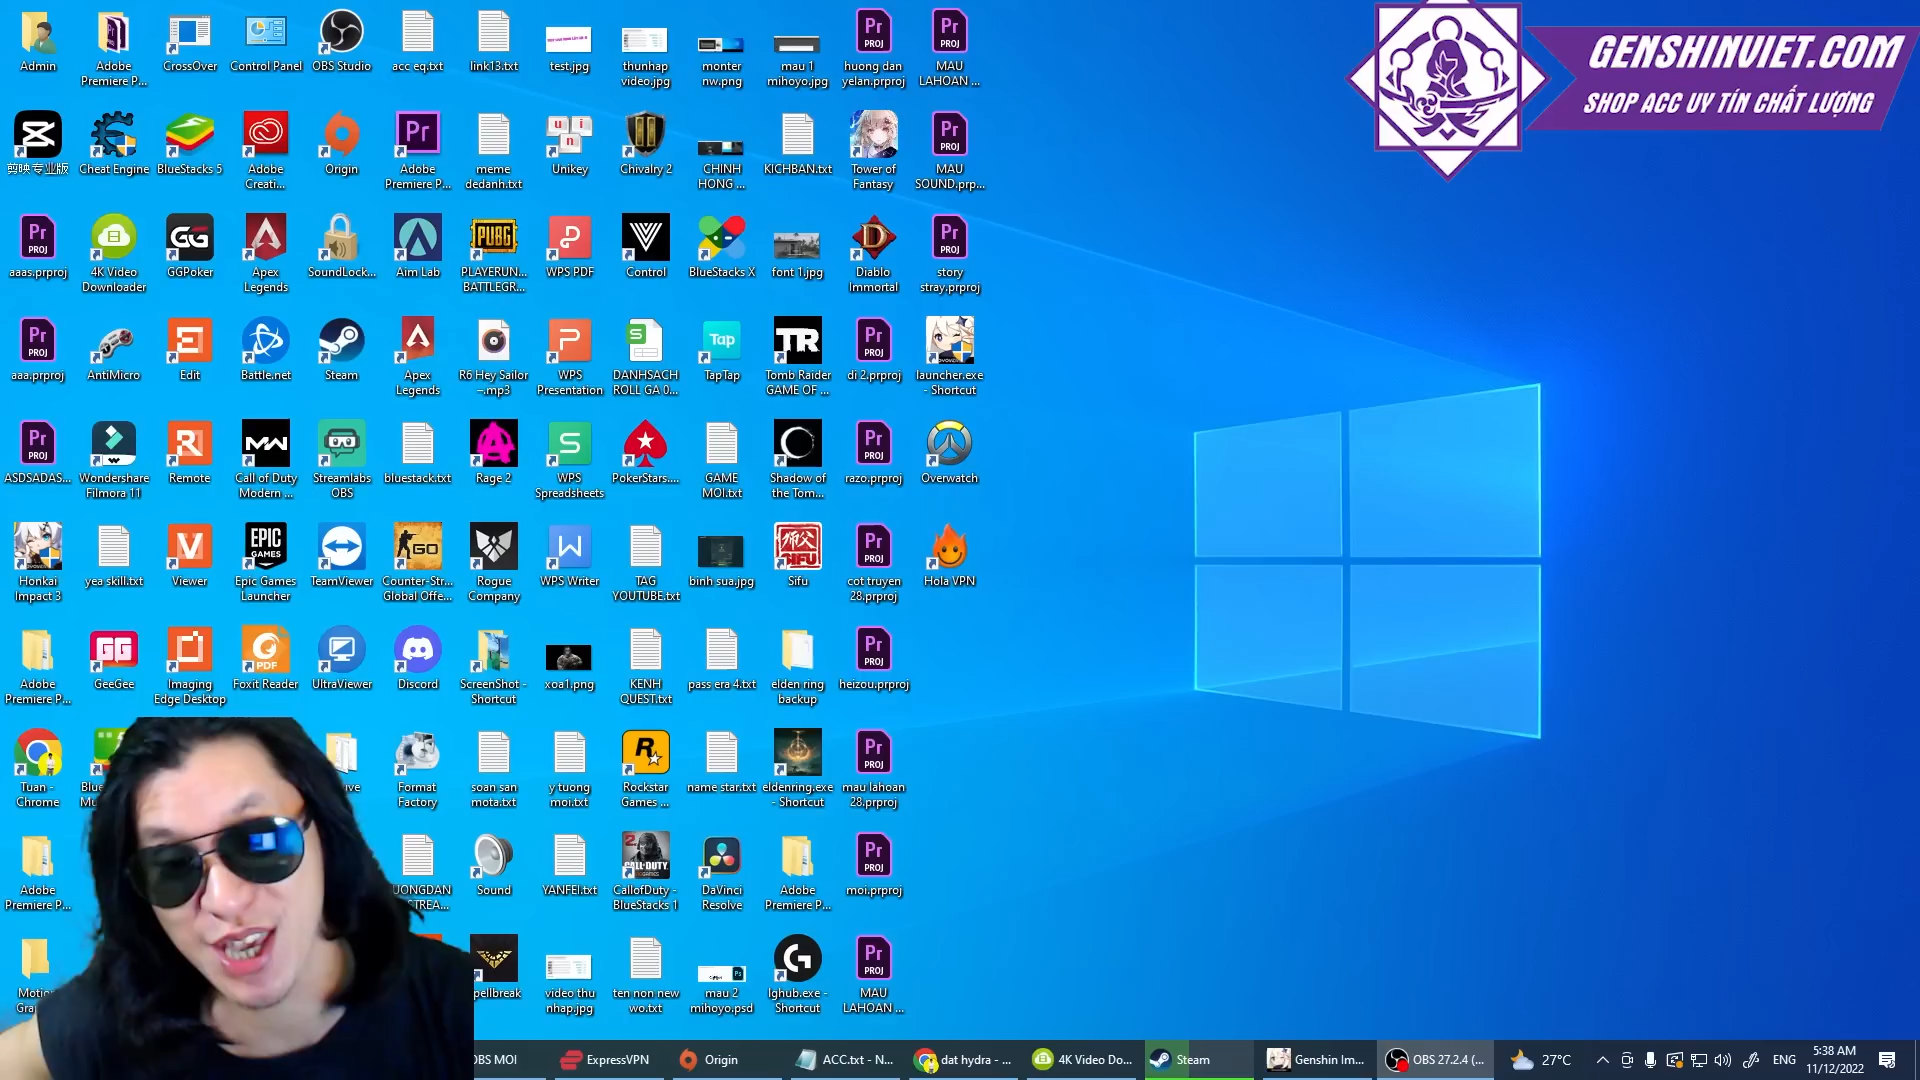 GENSHINVIET.COM
SHOP ACC UY TÍN CHẤT LƯỢNG
Admin
Adobe
Premiere P...
CrossOver
Control Panel
OBS Studio
acc eq.txt
link13.txt
test.jpg
thunhap
video.jpg
monter
nw.png
mau 1
mihoyo.jpg
huong dan
yelan.prproj
MAU
LAHOAN ...
剪映专业版
Cheat Engine
BlueStacks 5
Adobe
Creati...
Origin
Adobe
Premiere P...
meme
dedanh.txt
Unikey
Chivalry 2
CHINH
HONG ...
KICHBAN.txt
Tower of
Fantasy
MAU
SOUND.prp...
aaas.prproj
4K Video
Downloader
GGPoker
Apex
Legends
SoundLock...
Aim Lab
PLAYERUN...
BATTLEGR...
WPS PDF
Control
BlueStacks X
font 1.jpg
Diablo
Immortal
story
stray.prproj
aaa.prproj
AntiMicro
Edit
Battle.net
Steam
Apex
Legends
R6 Hey Sailor
–.mp3
WPS
Presentation
DANHSACH
ROLL GA 0...
TapTap
Tomb Raider
GAME OF ...
di 2.prproj
launcher.exe
- Shortcut
ASDSADAS...
Wondershare
Filmora 11
Remote
Call of Duty
Modern ...
Streamlabs
OBS
bluestack.txt
Rage 2
WPS
Spreadsheets
PokerStars....
GAME
MOI.txt
Shadow of
the Tom...
razo.prproj
Overwatch
Honkai
Impact 3
yea skill.txt
Viewer
Epic Games
Launcher
TeamViewer
Counter-Str...
Global Offe...
Rogue
Company
WPS Writer
TAG
YOUTUBE.txt
binh sua.jpg
Sifu
cot truyen
28.prproj
Hola VPN
Adobe
Premiere P...
GeeGee
Imaging
Edge Desktop
Foxit Reader
UltraViewer
Discord
ScreenShot -
Shortcut
xoa1.png
KENH
QUEST.txt
pass era 4.txt
elden ring
backup
heizou.prproj
Tuan -
Chrome
Format
Factory
soan san
mota.txt
y tuong
moi.txt
Rockstar
Games ...
name star.txt
eldenring.exe
- Shortcut
mau lahoan
28.prproj
Adobe
Premiere P...
UONGDAN
STREA...
Sound
YANFEI.txt
CallofDuty -
BlueStacks 1
DaVinci
Resolve
Adobe
Premiere P...
moi.prproj
pellbreak
video thu
nhap.jpg
ten non new
wo.txt
mau 2
mihoyo.psd
lghub.exe -
Shortcut
MAU
LAHOAN ...
OBS MOI
ExpressVPN
Origin
ACC.txt - N...
dat hydra - ...
4K Video Do...
Steam
Genshin Im...
OBS 27.2.4 (...
27°C
ENG
5:38 AM
11/12/2022